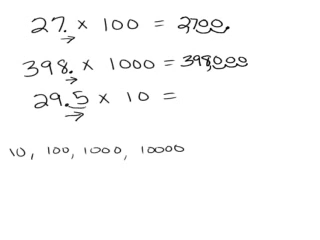 27. × 100 = 2700.
398. × 1000 = 398,000
29.5 × 10 =
10, 100, 1000, 10000